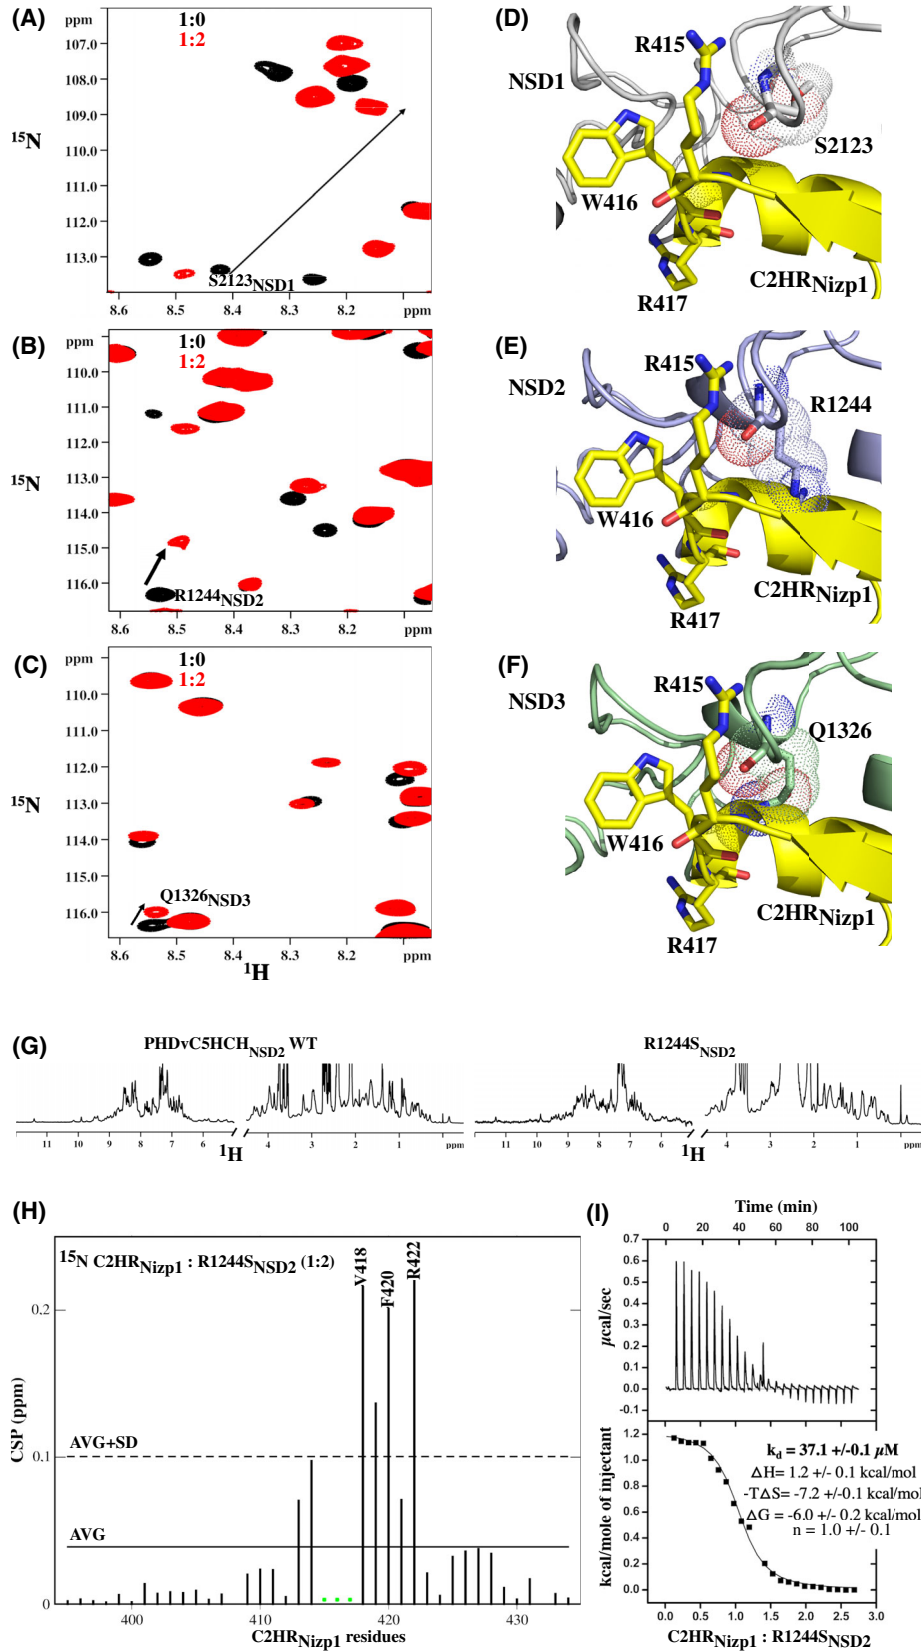 (A)
ppm
1:0
1:2
107.0
108.0
109.0
15N
110.0
111.0
112.0
113.0
S2123NSD1
8.6 8.5 8.4 8.3 8.2 ppm
(B)
ppm
1:0
1:2
110.0
111.0
112.0
15N
113.0
114.0
115.0
116.0
R1244NSD2
8.6 8.5 8.4 8.3 8.2 ppm
(C)
ppm
1:0
1:2
110.0
111.0
112.0
15N
113.0
114.0
115.0
116.0
Q1326NSD3
8.6 8.5 8.4 8.3 8.2 ppm
1H
(D)
R415
NSD1
S2123
W416
C2HRNizp1
R417
(E)
R415
NSD2
R1244
W416
C2HRNizp1
R417
(F)
R415
NSD3
Q1326
W416
C2HRNizp1
R417
(G)
PHDvC5HCHNSD2 WT
R1244SNSD2
11 10 9 8 7 6 4 3 2 1 ppm
1H
11 10 9 8 7 6 4 3 2 1 ppm
1H
(H)
15N C2HRNizp1 : R1244SNSD2 (1:2)
V418
F420
R422
0.2
CSP (ppm)
AVG+SD
0.1
AVG
0
400 410 420 430
C2HRNizp1 residues
(I)
Time (min)
0 20 40 60 80 100
0.7
0.6
0.5
0.4
0.3
0.2
0.1
0.0
-0.1
µcal/sec
1.2
1.0
0.8
0.6
0.4
0.2
0.0
kcal/mole of injectant
kd = 37.1 +/-0.1 µM
ΔH= 1.2 +/- 0.1 kcal/mol
-TΔS= -7.2 +/-0.1 kcal/mol
ΔG = -6.0 +/- 0.2 kcal/mol
n = 1.0 +/- 0.1
0.0 0.5 1.0 1.5 2.0 2.5 3.0
C2HRNizp1 : R1244SNSD2